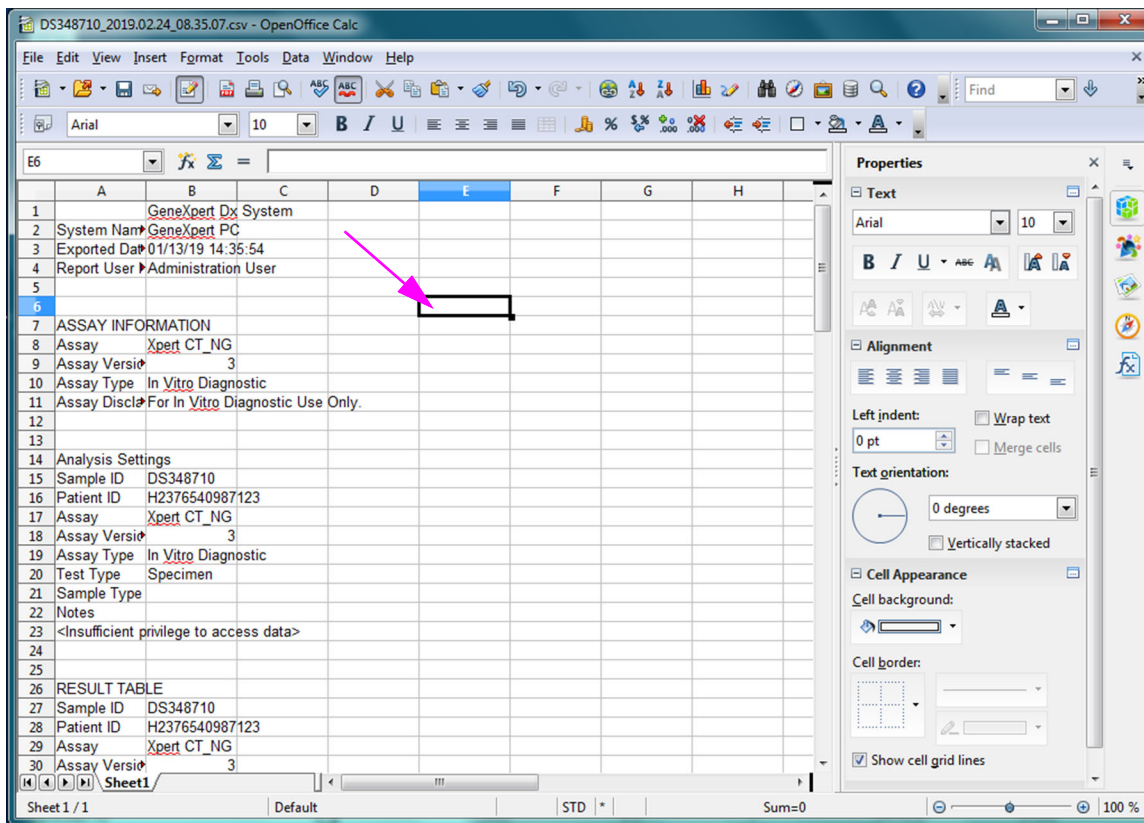 DS348710_2019.02.24_08.35.07.csv - OpenOffice Calc
File Edit View Insert Format Tools Data Window Help
Find
Arial 10
E6
A B C D E F G H
1 GeneXpert Dx System
2 System Nam GeneXpert PC
3 Exported Dat 01/13/19 14:35:54
4 Report User N Administration User
5
6
7 ASSAY INFORMATION
8 Assay Xpert CT_NG
9 Assay Versio 3
10 Assay Type In Vitro Diagnostic
11 Assay Discla For In Vitro Diagnostic Use Only.
12
13
14 Analysis Settings
15 Sample ID DS348710
16 Patient ID H2376540987123
17 Assay Xpert CT_NG
18 Assay Versio 3
19 Assay Type In Vitro Diagnostic
20 Test Type Specimen
21 Sample Type
22 Notes
23 <Insufficient privilege to access data>
24
25
26 RESULT TABLE
27 Sample ID DS348710
28 Patient ID H2376540987123
29 Assay Xpert CT_NG
30 Assay Versio 3
Sheet1
Sheet 1 / 1 Default STD * Sum=0 100 %
Properties
Text
Arial 10
Alignment
Left indent:
Wrap text
0 pt
Merge cells
Text orientation:
0 degrees
Vertically stacked
Cell Appearance
Cell background:
Cell border:
Show cell grid lines